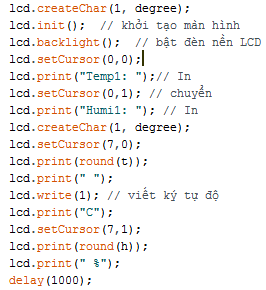 lcd.createChar(1, degree);
lcd.init();  // khởi tạo màn hình
lcd.backlight();  // bật đèn nền LCD
lcd.setCursor(0,0);
lcd.print("Temp1: ");// In
lcd.setCursor(0,1); // chuyển
lcd.print("Humi1: "); // In
lcd.createChar(1, degree);
lcd.setCursor(7,0);
lcd.print(round(t));
lcd.print(" ");
lcd.write(1); // viết ký tự độ
lcd.print("C");
lcd.setCursor(7,1);
lcd.print(round(h));
lcd.print(" %");
delay(1000);